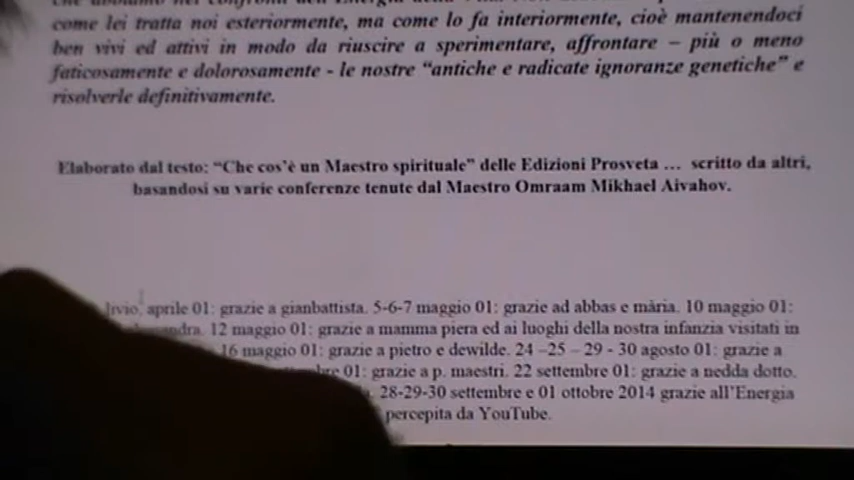 come lei tratta noi esteriormente, ma come lo fa interiormente, cioè mantenendoci
ben vivi ed attivi in modo da riuscire a sperimentare, affrontare – più o meno
faticosamente e dolorosamente - le nostre “antiche e radicate ignoranze genetiche” e
risolverle definitivamente.
Elaborato dal testo: “Che cos’è un Maestro spirituale” delle Edizioni Prosveta … scritto da altri,
basandosi su varie conferenze tenute dal Maestro Omraam Mikhael Aivahov.
livio, aprile 01: grazie a gianbattista. 5-6-7 maggio 01: grazie ad abbas e mària. 10 maggio 01:
12 maggio 01: grazie a mamma piera ed ai luoghi della nostra infanzia visitati in
16 maggio 01: grazie a pietro e dewilde. 24 –25 – 29 - 30 agosto 01: grazie a
01: grazie a p. maestri. 22 settembre 01: grazie a nedda dotto.
28-29-30 settembre e 01 ottobre 2014 grazie all’Energia
percepita da YouTube.